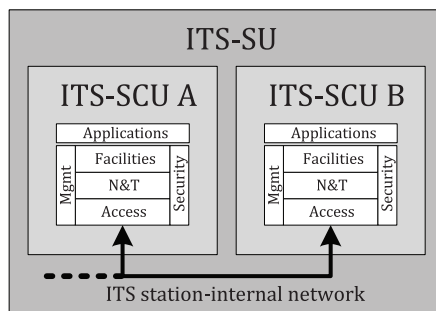 ITS-SU
ITS-SCU A
Applications
Mgmt
Facilities
N&T
Access
Security
ITS-SCU B
Applications
Mgmt
Facilities
N&T
Access
Security
ITS station-internal network